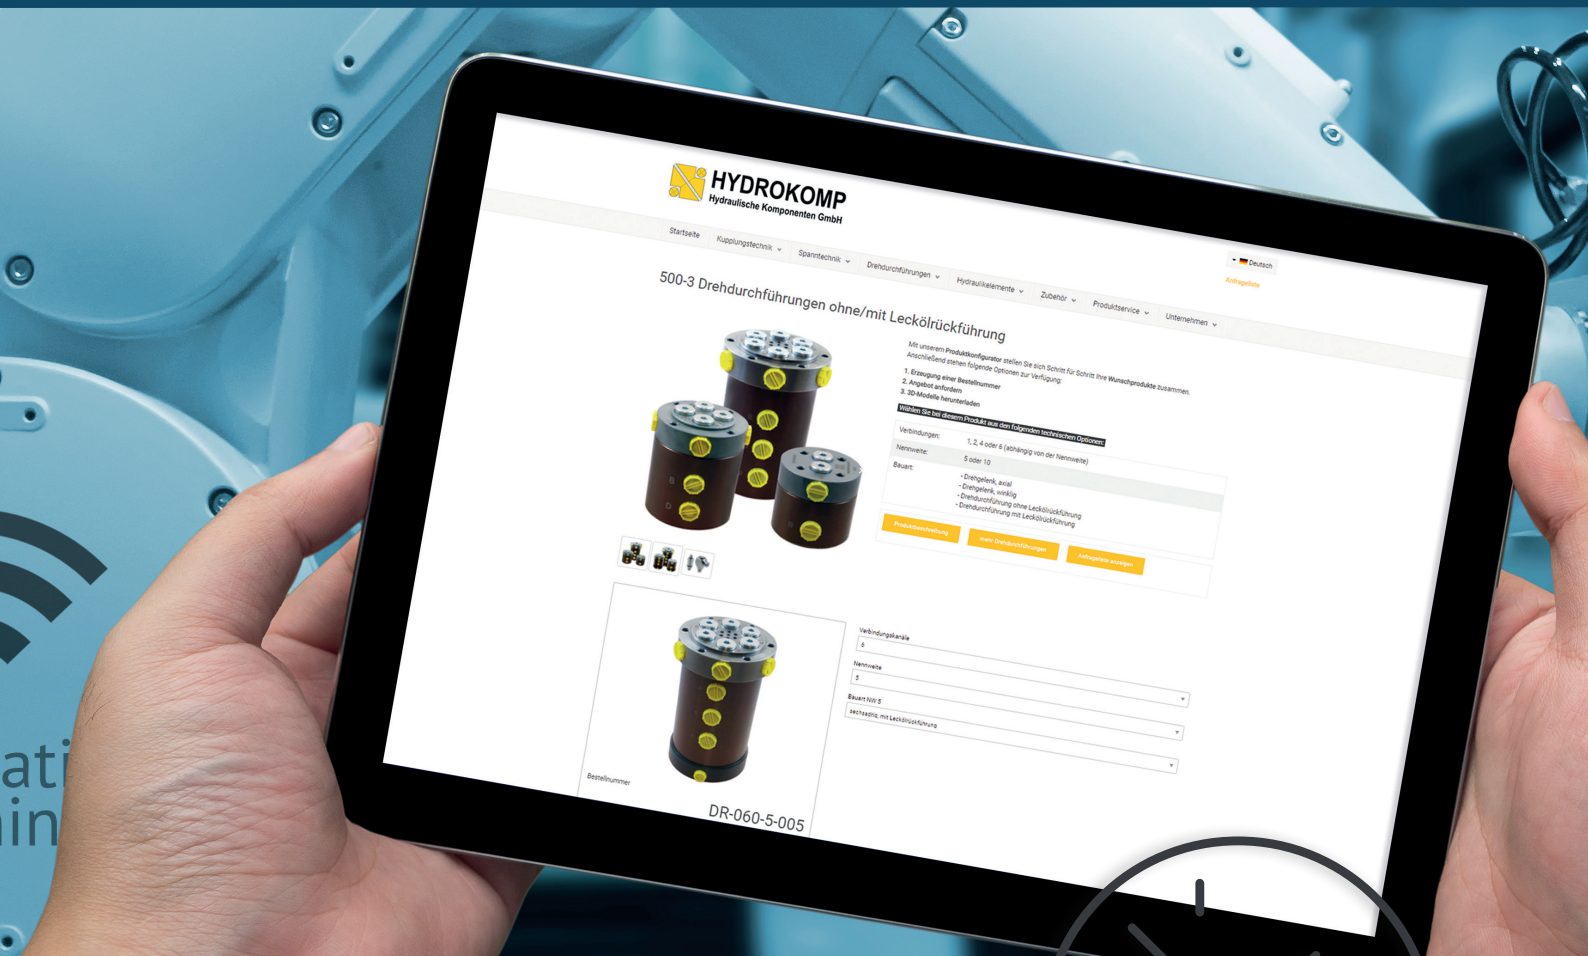 HYDROKOMP
Hydraulische Komponenten GmbH
Deutsch
Anfrageliste
Startseite
Kupplungstechnik
Spanntechnik
Drehdurchführungen
Hydraulikelemente
Zubehör
Produktservice
Unternehmen
500-3 Drehdurchführungen ohne/mit Leckölrückführung
Mit unserem Produktkonfigurator stellen Sie sich Schritt für Schritt Ihre Wunschprodukte zusammen.
Anschließend stehen folgende Optionen zur Verfügung:
1. Erzeugung einer Bestellnummer
2. Angebot anfordern
3. 3D-Modelle herunterladen
Wählen Sie bei diesem Produkt aus den folgenden technischen Optionen:
Verbindungen: 1, 2, 4 oder 6 (abhängig von der Nennweite)
Nennweite: 5 oder 10
Bauart: - Drehgelenk, axial
- Drehgelenk, winklig
- Drehdurchführung ohne Leckölrückführung
- Drehdurchführung mit Leckölrückführung
Produktbeschreibung
mehr Drehdurchführungen
Anfrageliste anzeigen
B
D
Verbindungskanäle
6
Nennweite
5
Bauart NW 5
sechsadrig, mit Leckölrückführung
Bestellnummer
DR-060-5-005
ati
in